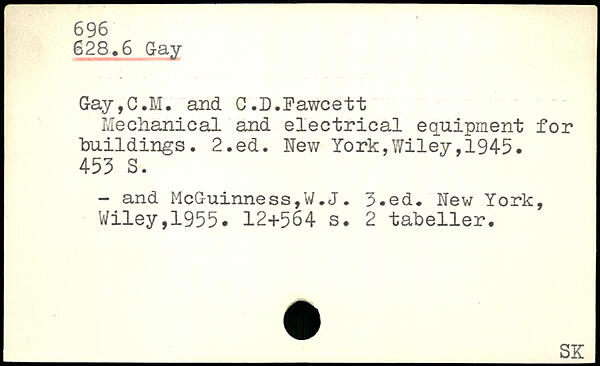 696
628.6 Gay
Gay,C.M. and C.D.Fawcett
Mechanical and electrical equipment for
buildings. 2.ed. New York,Wiley,1945.
453 S.
- and McGuinness,W.J. 3.ed. New York,
Wiley,1955. 12+564 s. 2 tabeller.
SK